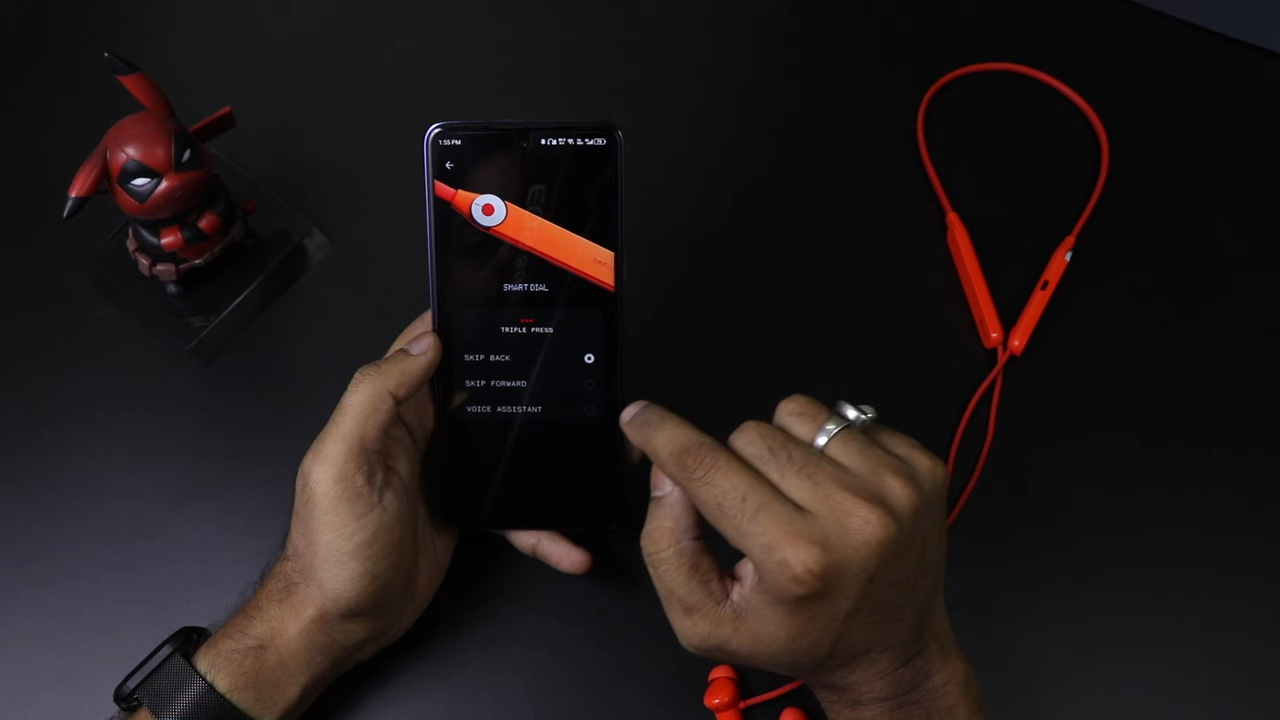 1:55 PM
SMART DIAL
TRIPLE PRESS
SKIP BACK
SKIP FORWARD
VOICE ASSISTANT